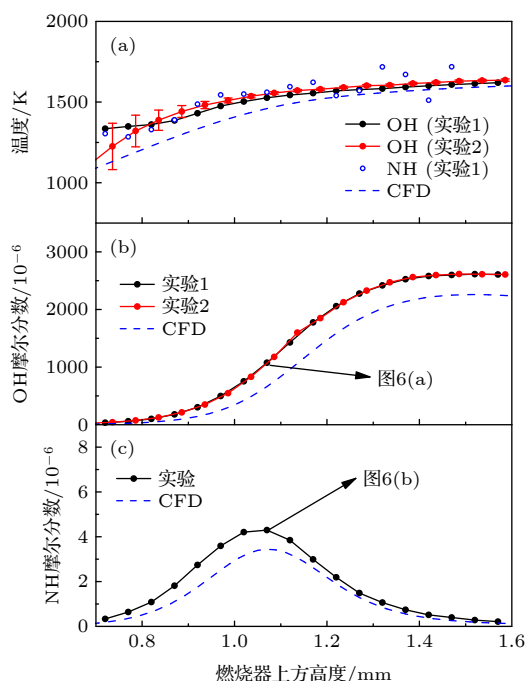 2000
(a)
1500
1000
温度/K
OH (实验1)
OH (实验2)
NH (实验1)
CFD
3000
(b)
2000
1000
0
OH摩尔分数/10⁻⁶
实验1
实验2
CFD
图6(a)
8
(c)
6
4
2
0
NH摩尔分数/10⁻⁶
实验
CFD
图6(b)
0.8
1.0
1.2
1.4
1.6
燃烧器上方高度/mm